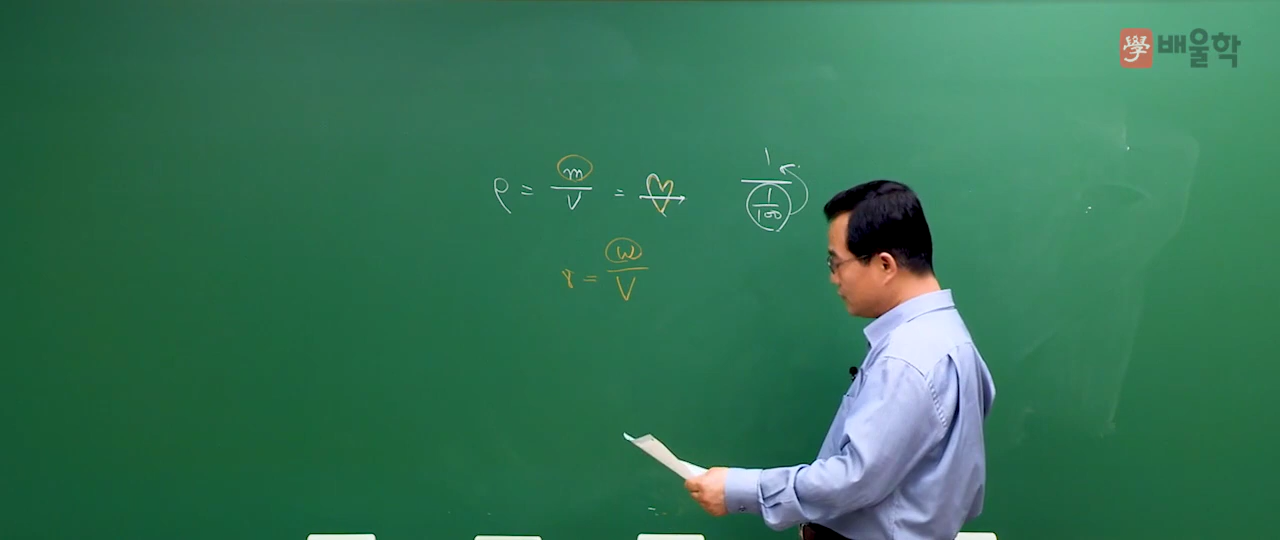 學 배울학
ρ = m/V =
1/(1/100)
γ = W/V